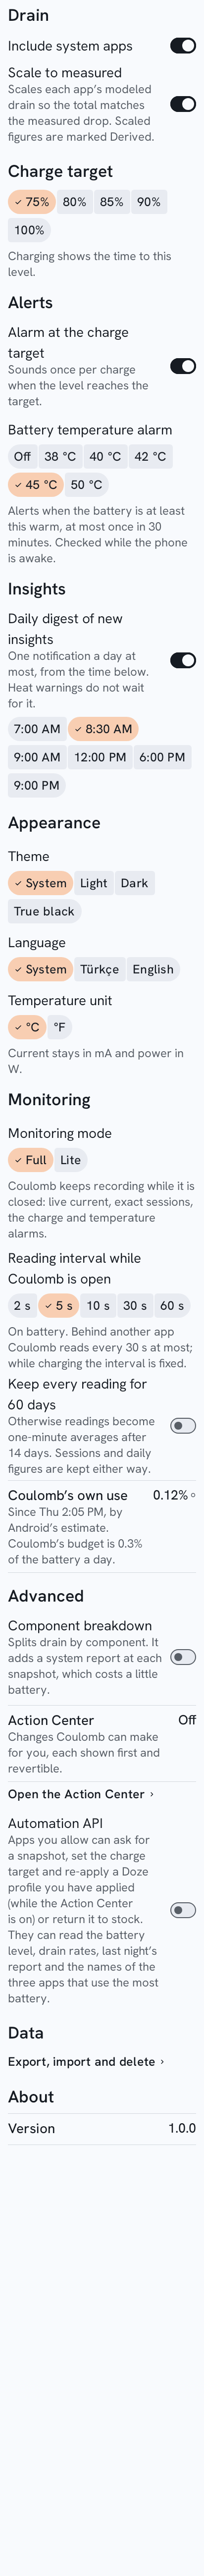 Drain
Include system apps
Scale to measured
Scales each app’s modeled
drain so the total matches
the measured drop. Scaled
figures are marked Derived.
Charge target
✓ 75% 80% 85% 90%
100%
Charging shows the time to this
level.
Alerts
Alarm at the charge
target
Sounds once per charge
when the level reaches the
target.
Battery temperature alarm
Off 38 °C 40 °C 42 °C
✓ 45 °C 50 °C
Alerts when the battery is at least
this warm, at most once in 30
minutes. Checked while the phone
is awake.
Insights
Daily digest of new
insights
One notification a day at
most, from the time below.
Heat warnings do not wait
for it.
7:00 AM ✓ 8:30 AM
9:00 AM 12:00 PM 6:00 PM
9:00 PM
Appearance
Theme
✓ System Light Dark
True black
Language
✓ System Türkçe English
Temperature unit
✓ °C °F
Current stays in mA and power in
W.
Monitoring
Monitoring mode
✓ Full Lite
Coulomb keeps recording while it is
closed: live current, exact sessions,
the charge and temperature
alarms.
Reading interval while
Coulomb is open
2 s ✓ 5 s 10 s 30 s 60 s
On battery. Behind another app
Coulomb reads every 30 s at most;
while charging the interval is fixed.
Keep every reading for
60 days
Otherwise readings become
one-minute averages after
14 days. Sessions and daily
figures are kept either way.
Coulomb’s own use 0.12%
Since Thu 2:05 PM, by
Android’s estimate.
Coulomb’s budget is 0.3%
of the battery a day.
Advanced
Component breakdown
Splits drain by component. It
adds a system report at each
snapshot, which costs a little
battery.
Action Center Off
Changes Coulomb can make
for you, each shown first and
revertible.
Open the Action Center ›
Automation API
Apps you allow can ask for
a snapshot, set the charge
target and re-apply a Doze
profile you have applied
(while the Action Center
is on) or return it to stock.
They can read the battery
level, drain rates, last night’s
report and the names of the
three apps that use the most
battery.
Data
Export, import and delete ›
About
Version 1.0.0